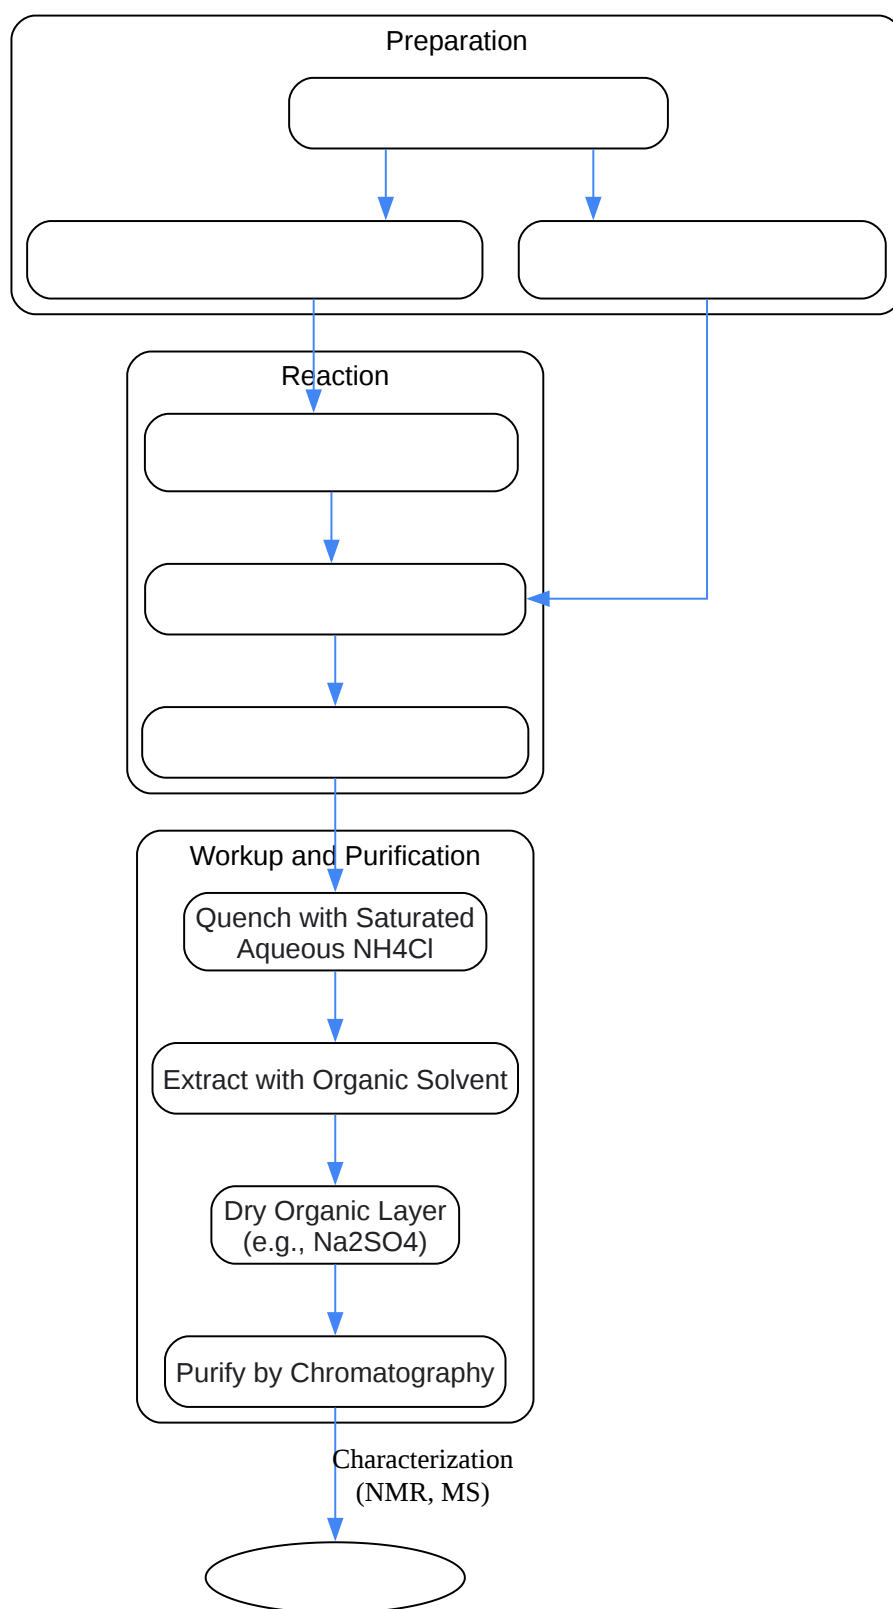 Preparation
Reaction
Workup and Purification
Quench with Saturated
Aqueous NH4Cl
Extract with Organic Solvent
Dry Organic Layer
(e.g., Na2SO4)
Purify by Chromatography
Characterization
(NMR, MS)